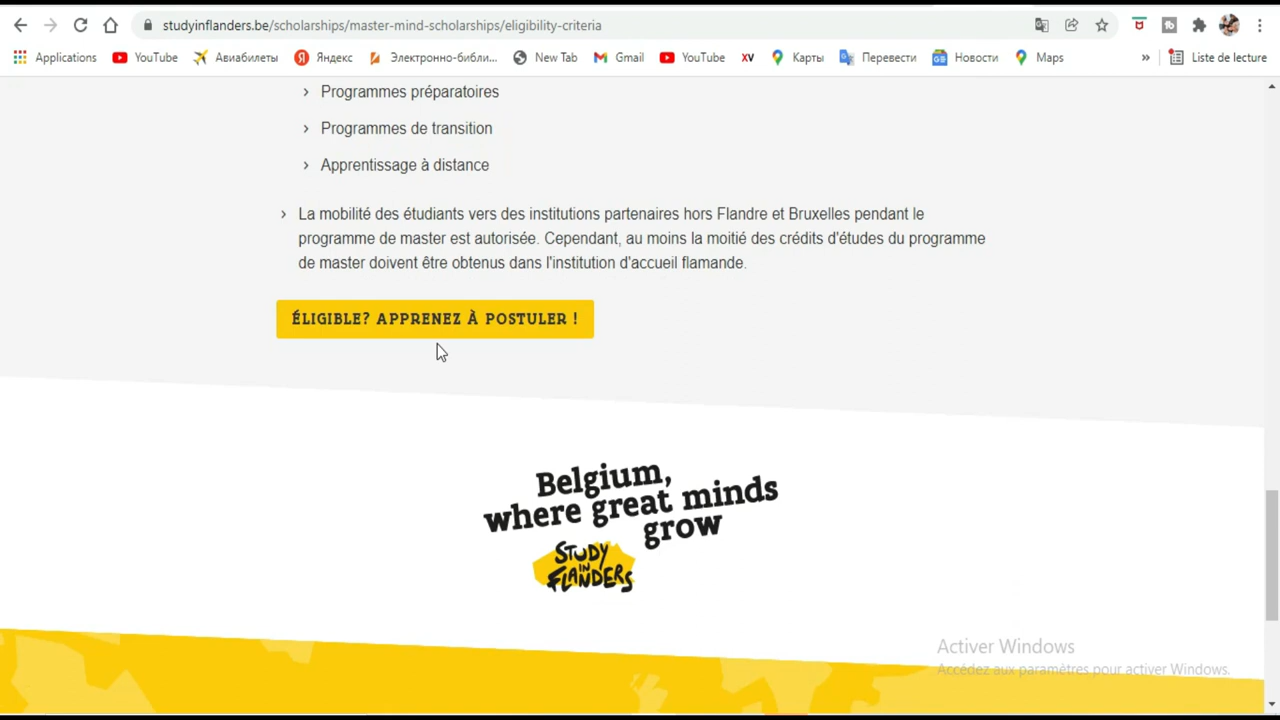 studyinflanders.be/scholarships/master-mind-scholarships/eligibility-criteria
Applications YouTube Авиабилеты Яндекс Электронно-библи... New Tab Gmail YouTube XV Карты Перевести Новости Maps » Liste de lecture
Programmes préparatoires
Programmes de transition
Apprentissage à distance
La mobilité des étudiants vers des institutions partenaires hors Flandre et Bruxelles pendant le
programme de master est autorisée. Cependant, au moins la moitié des crédits d'études du programme
de master doivent être obtenus dans l'institution d'accueil flamande.
ÉLIGIBLE? APPRENEZ À POSTULER !
Belgium,
where great minds
grow
STUDY
IN
FLANDERS
Activer Windows
Accédez aux paramètres pour activer Windows.